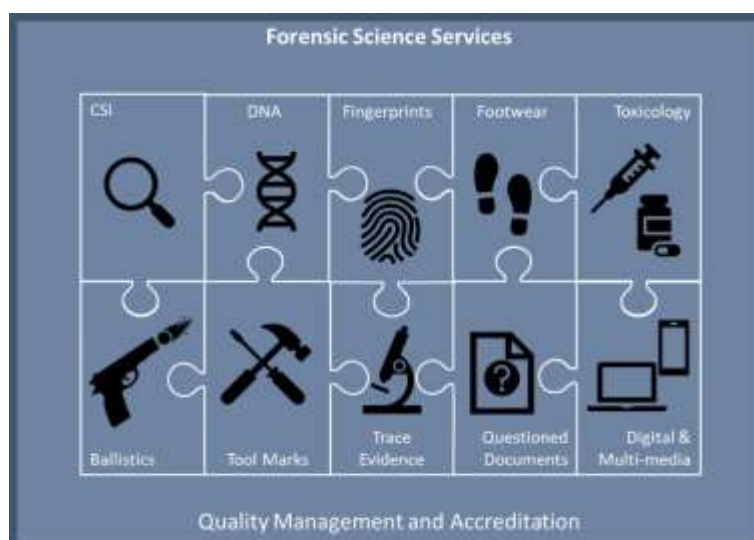 Forensic Science Services
CSI
DNA
Fingerprints
Footwear
Toxicology
Ballistics
Tool Marks
Trace
Evidence
Questioned
Documents
Digital &
Multi-media
Quality Management and Accreditation